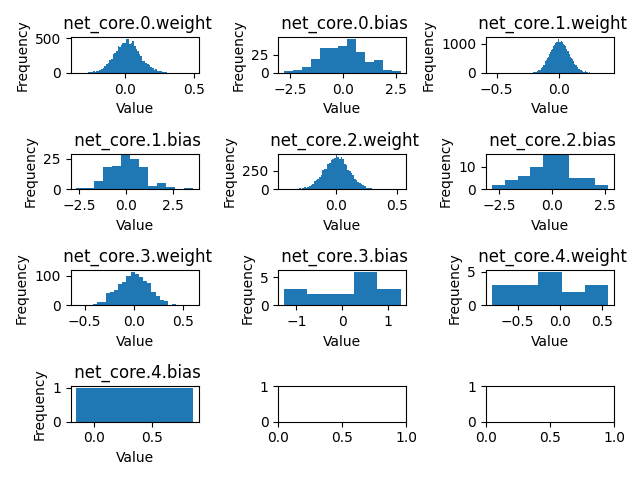 net_core.0.weight
Frequency
500
0
0.0
0.5
Value
net_core.0.bias
Frequency
25
0
−2.5
0.0
2.5
Value
net_core.1.weight
Frequency
1000
0
−0.5
0.0
Value
net_core.1.bias
Frequency
25
0
−2.5
0.0
2.5
Value
net_core.2.weight
Frequency
250
0
0.0
0.5
Value
net_core.2.bias
Frequency
10
0
−2.5
0.0
2.5
Value
net_core.3.weight
Frequency
100
0
−0.5
0.0
0.5
Value
net_core.3.bias
Frequency
5
0
−1
0
1
Value
net_core.4.weight
Frequency
5
0
−0.5
0.0
0.5
Value
net_core.4.bias
Frequency
1
0
0.0
0.5
Value
1
0
0.0
0.5
1.0
1
0
0.0
0.5
1.0